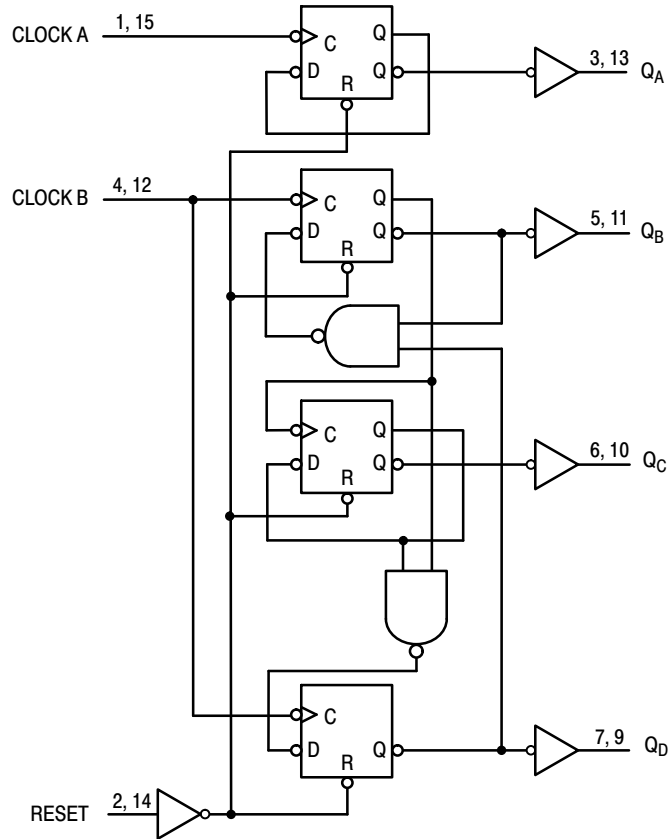 CLOCK A 1, 15 C Q 3, 13 QA
D Q
R
CLOCK B 4, 12 C Q 5, 11 QB
D Q
R
C Q 6, 10 QC
D Q
R
C
D Q 7, 9 QD
R
RESET 2, 14